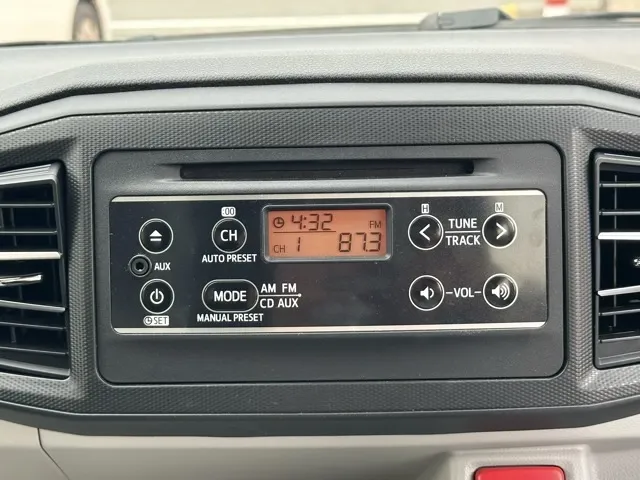 :00
4:32 FM
CH 1 87.3
H
M
CH
AUTO PRESET
TUNE
TRACK
AUX
MODE
AM FM
CD AUX
MANUAL PRESET
-VOL-
SET